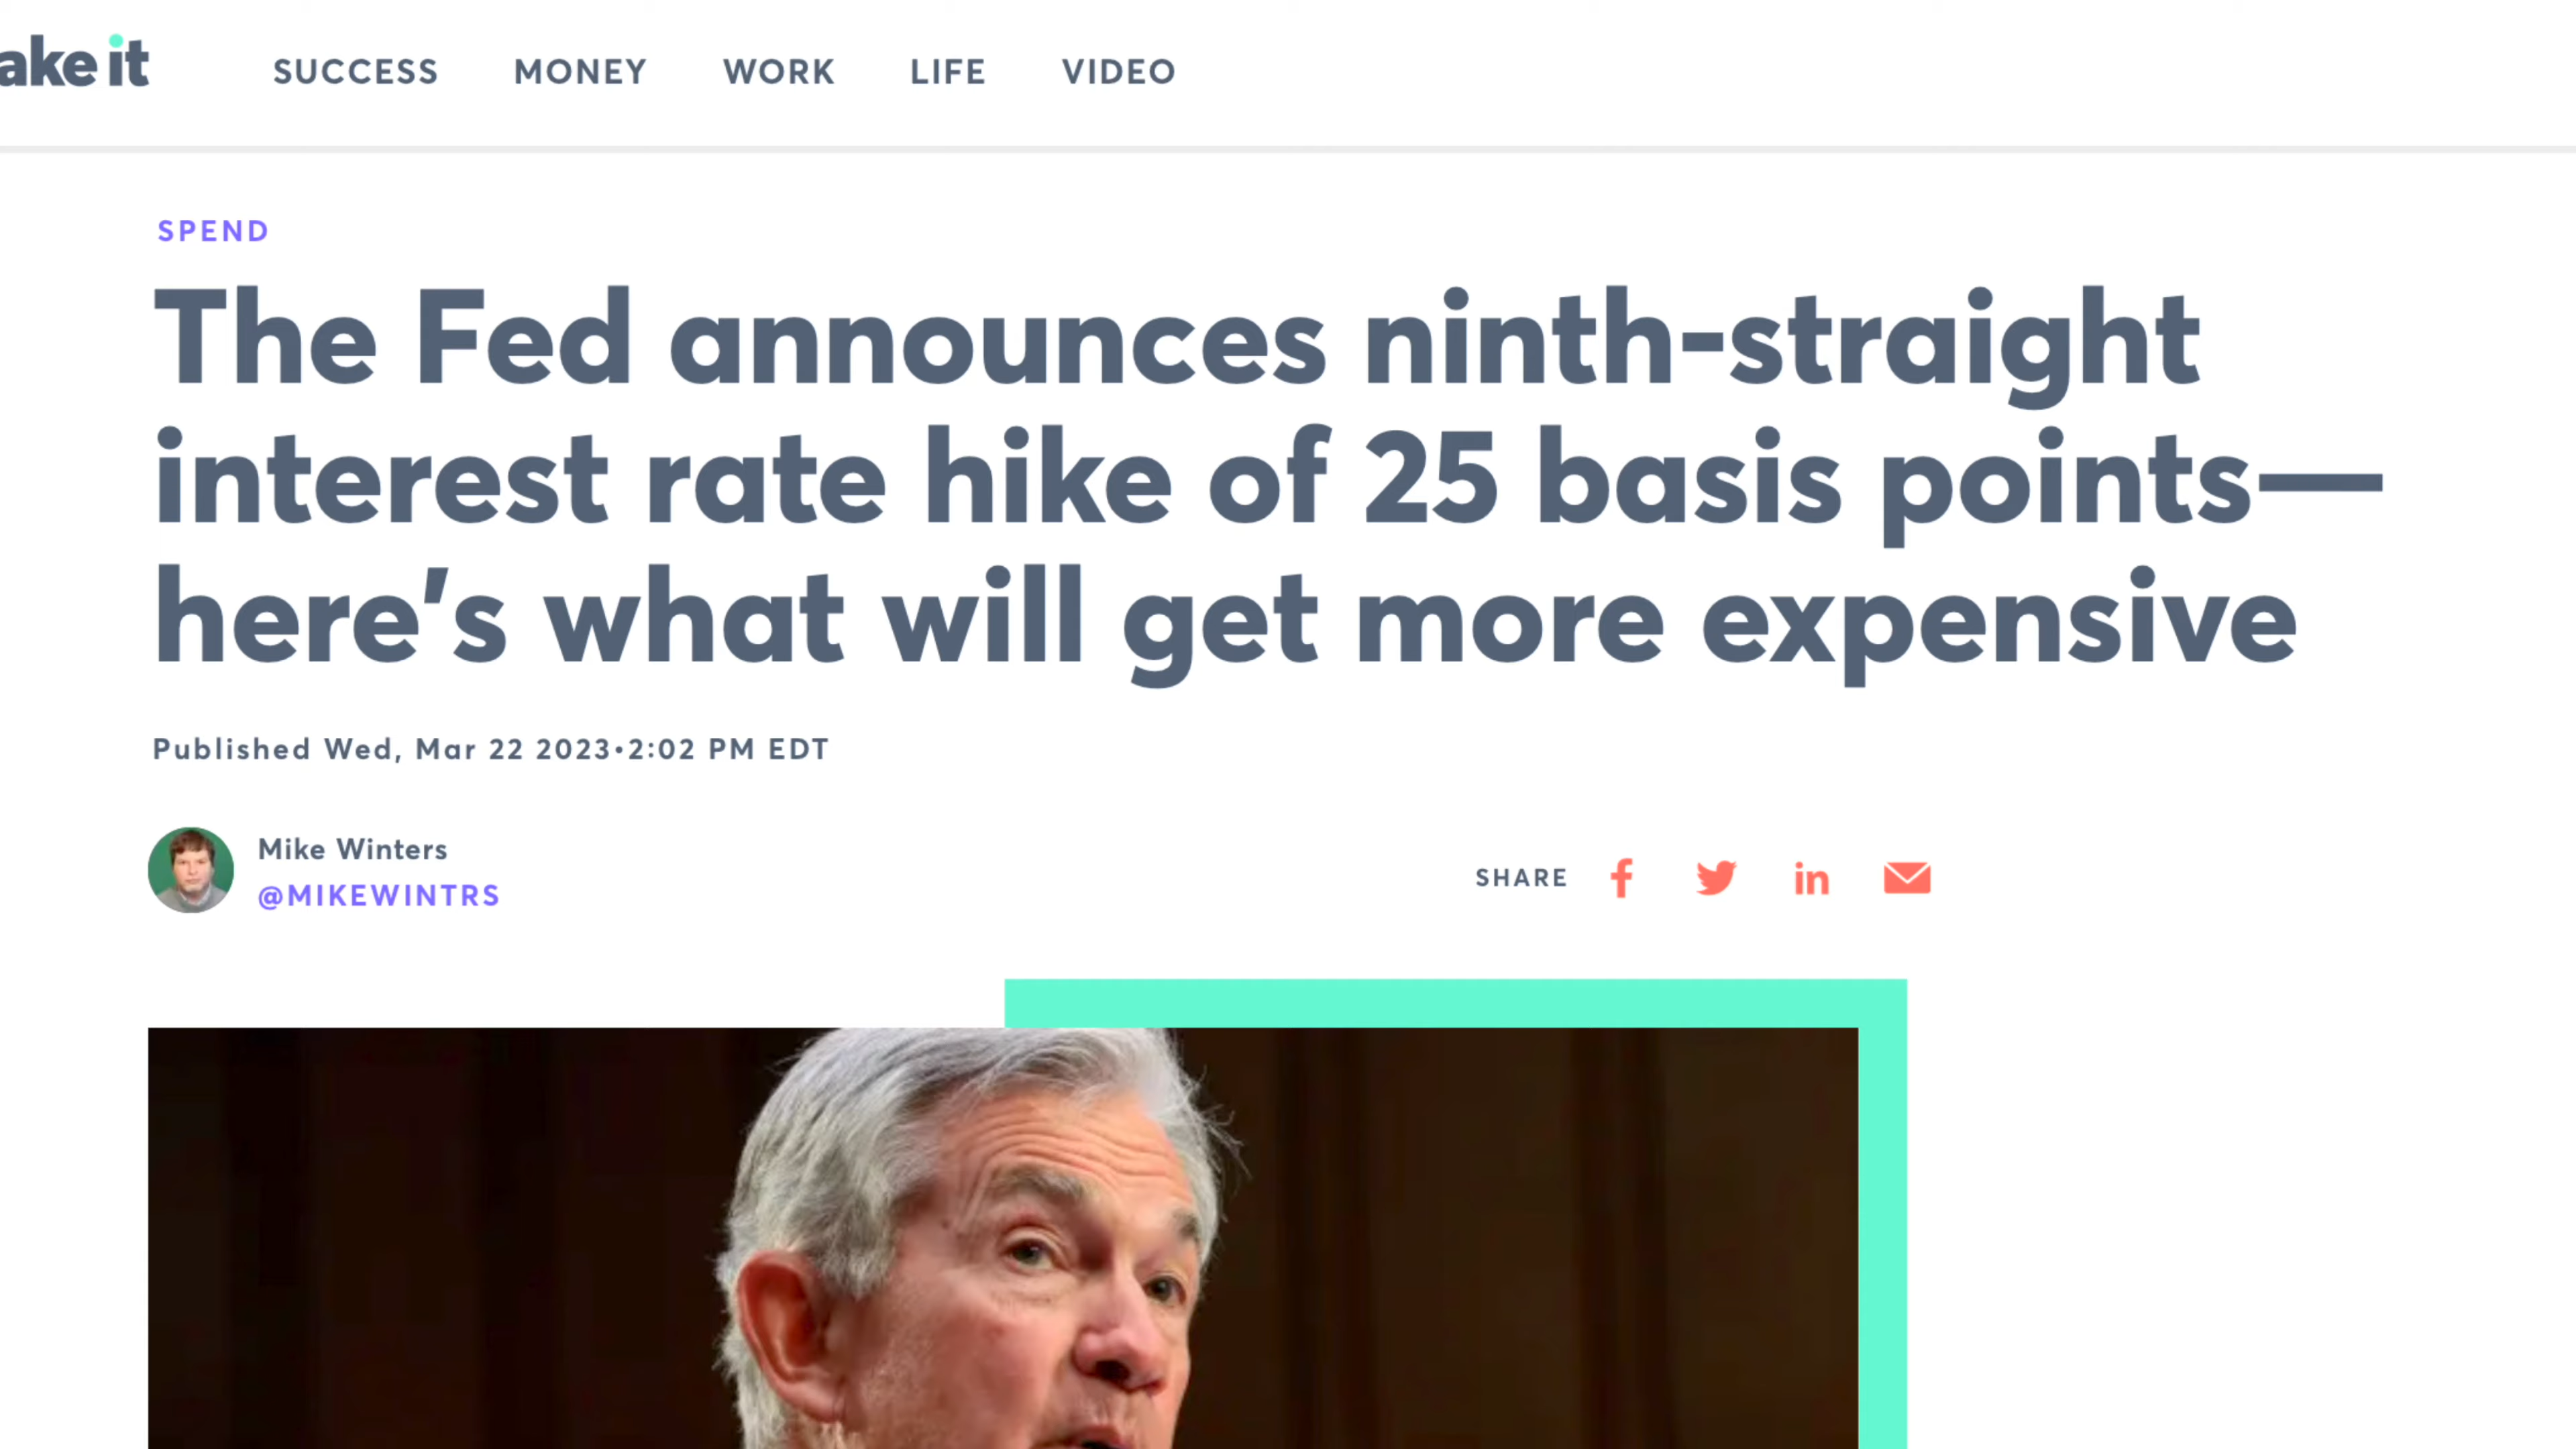 ake it
SUCCESS MONEY WORK LIFE VIDEO
SPEND
The Fed announces ninth-straight
interest rate hike of 25 basis points—
here's what will get more expensive
Published Wed, Mar 22 2023•2:02 PM EDT
Mike Winters
@MIKEWINTRS
SHARE